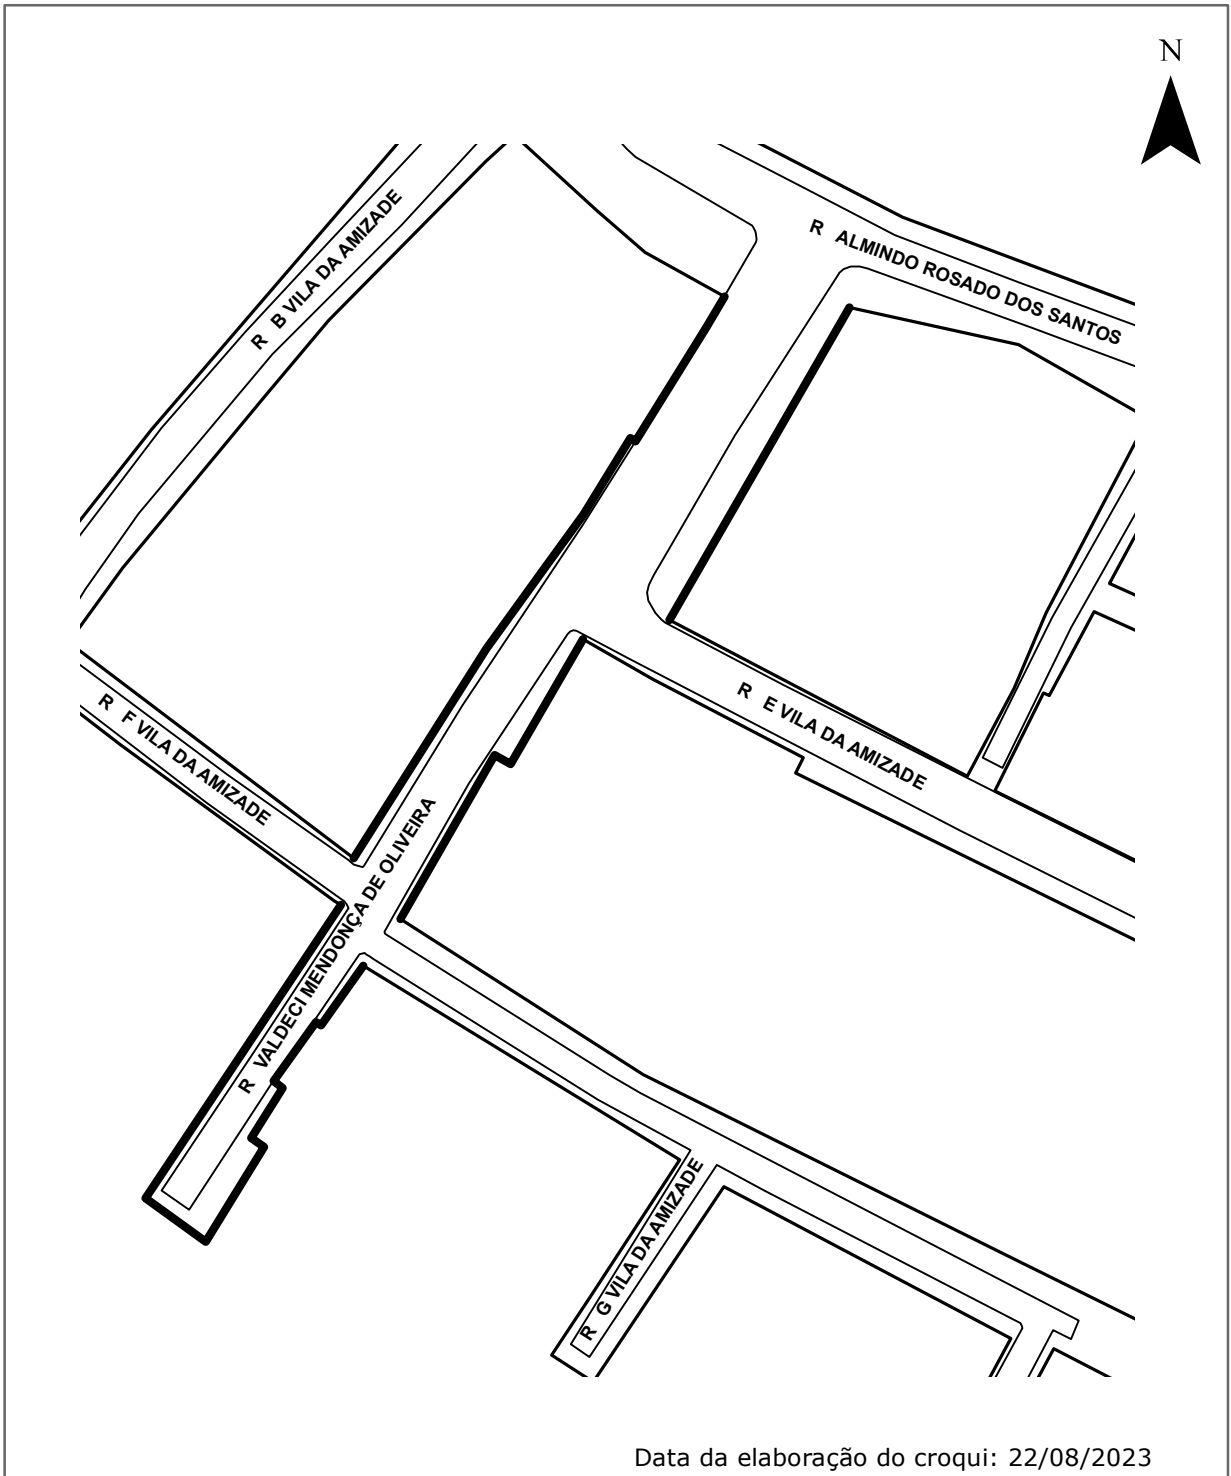 N
R B VILA DA AMIZADE
R ALMINDO ROSADO DOS SANTOS
R F VILA DA AMIZADE
R E VILA DA AMIZADE
R VALDECI MENDONÇA DE OLIVEIRA
R G VILA DA AMIZADE
Data da elaboração do croqui: 22/08/2023